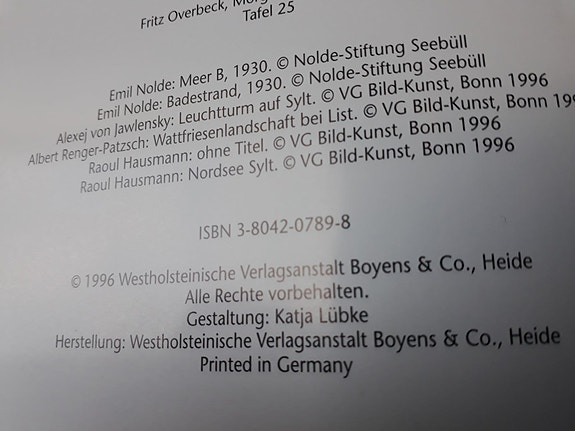 Fritz Overbeck,
Tafel 25
Emil Nolde: Meer B, 1930. © Nolde-Stiftung Seebüll
Emil Nolde: Badestrand, 1930. © Nolde-Stiftung Seebüll
Alexej von Jawlensky: Leuchtturm auf Sylt. © VG Bild-Kunst, Bonn 1996
Albert Renger-Patzsch: Wattfriesenlandschaft bei List. © VG Bild-Kunst, Bonn
Raoul Hausmann: ohne Titel. © VG Bild-Kunst, Bonn 1996
Raoul Hausmann: Nordsee Sylt. © VG Bild-Kunst, Bonn 1996
ISBN 3-8042-0789-8
© 1996 Westholsteinische Verlagsanstalt Boyens & Co., Heide
Alle Rechte vorbehalten.
Gestaltung: Katja Lübke
Herstellung: Westholsteinische Verlagsanstalt Boyens & Co., Heide
Printed in Germany